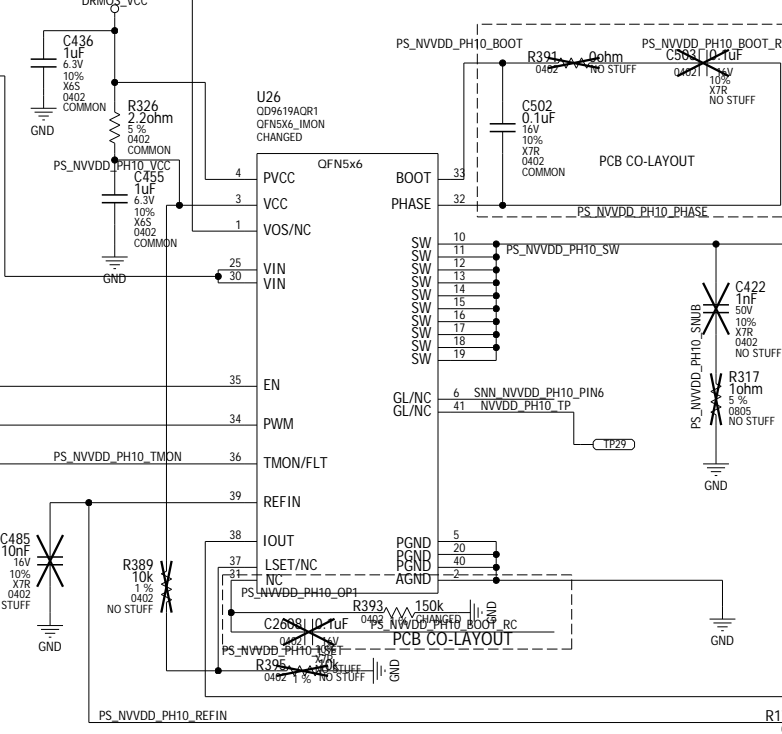 DRMOS_VCC
C436
1uF
6.3V
10%
X6S
0402
COMMON
GND
R326
2.2ohm
5 %
0402
COMMON
PS_NVVDD_PH10_VCC
C455
1uF
6.3V
10%
X6S
0402
COMMON
GND
U26
QD9619AQR1
QFN5X6_IMON
CHANGED
QFN5x6
4 PVCC
3 VCC
1 VOS/NC
25 VIN
30 VIN
35 EN
34 PWM
PS_NVVDD_PH10_TMON 36 TMON/FLT
39 REFIN
38 IOUT
37 LSET/NC
31 NC
BOOT 33
PHASE 32
SW 10
SW 11
SW 12
SW 13
SW 14
SW 15
SW 16
SW 17
SW 18
SW 19
GL/NC 6 SNN_NVVDD_PH10_PIN6
GL/NC 41 NVVDD_PH10_TP
TP29
PGND 5
PGND 20
PGND 40
AGND 2
PS_NVVDD_PH10_BOOT
R391 0ohm
0402 NO STUFF
PS_NVVDD_PH10_BOOT_R
C503 0.1uF
0402 16V
10%
X7R
NO STUFF
C502
0.1uF
16V
10%
X7R
0402
COMMON
PCB CO-LAYOUT
PS_NVVDD_PH10_PHASE
PS_NVVDD_PH10_SW
C422
1nF
50V
10%
X7R
0402
NO STUFF
PS_NVVDD_PH10_SNUB
R317
1ohm
5 %
0805
NO STUFF
GND
GND
C485
10nF
16V
10%
X7R
0402
STUFF
GND
R389
10k
1 %
0402
NO STUFF
PS_NVVDD_PH10_OP1
R393 150k
0402 CHANGED
GND
C2608 0.1uF
0402 16V
PS_NVVDD_PH10_BOOT_RC
PCB CO-LAYOUT
PS_NVVDD_PH10_LSET
X7R
R395
0402 1 % NO STUFF
GND
PS_NVVDD_PH10_REFIN
R1